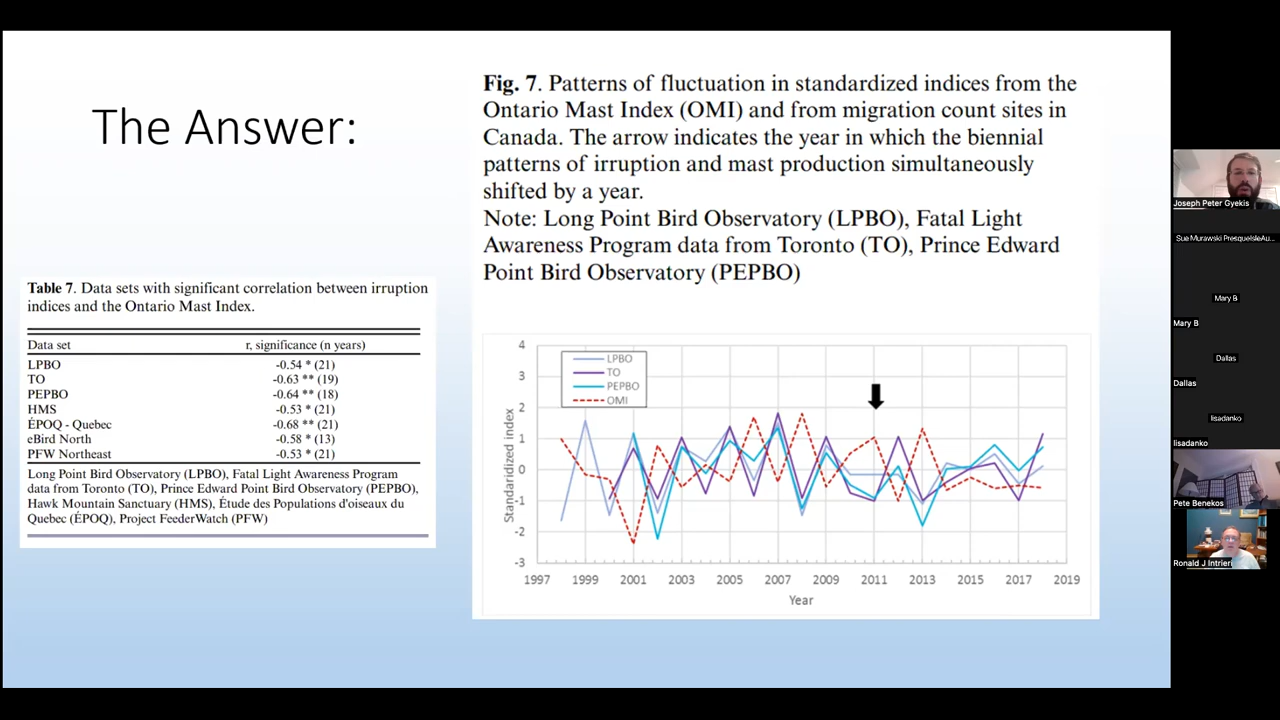 The Answer:
Fig. 7. Patterns of fluctuation in standardized indices from the
Ontario Mast Index (OMI) and from migration count sites in
Canada. The arrow indicates the year in which the biennial
patterns of irruption and mast production simultaneously
shifted by a year.
Note: Long Point Bird Observatory (LPBO), Fatal Light
Awareness Program data from Toronto (TO), Prince Edward
Point Bird Observatory (PEPBO)
Table 7. Data sets with significant correlation between irruption
indices and the Ontario Mast Index.
Data set r, significance (n years)
LPBO -0.54 * (21)
TO -0.63 ** (19)
PEPBO -0.64 ** (18)
HMS -0.53 * (21)
ÉPOQ - Quebec -0.68 ** (21)
eBird North -0.58 * (13)
PFW Northeast -0.53 * (21)
Long Point Bird Observatory (LPBO), Fatal Light Awareness Program
data from Toronto (TO), Prince Edward Point Bird Observatory (PEPBO),
Hawk Mountain Sanctuary (HMS), Étude des Populations d'oiseaux du
Quebec (ÉPOQ), Project FeederWatch (PFW)
LPBO
TO
PEPBO
OMI
4
3
2
1
0
-1
-2
-3
Standaridized index
1997 1999 2001 2003 2005 2007 2009 2011 2013 2015 2017 2019
Year
Joseph Peter Gyekis
Sue Murawski PresqueIsleAu...
Mary B
Mary B
Dallas
Dallas
lisadanko
lisadanko
Pete Benekos
Ronald J Intrieri